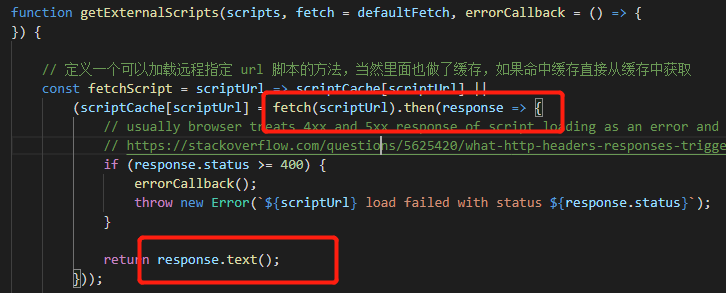 function getExternalScripts(scripts, fetch = defaultFetch, errorCallback = () => {
}) {
// 定义一个可以加载远程指定 url 脚本的方法，当然里面也做了缓存，如果命中缓存直接从缓存中获取
const fetchScript = scriptUrl => scriptCache[scriptUrl] ||
(scriptCache[scriptUrl] = fetch(scriptUrl).then(response => {
// usually browser treats 4xx and 5xx response of script loading as an error and
// https://stackoverflow.com/questions/5625420/what-http-headers-responses-trigge
if (response.status >= 400) {
errorCallback();
throw new Error(`${scriptUrl} load failed with status ${response.status}`);
}
return response.text();
}));